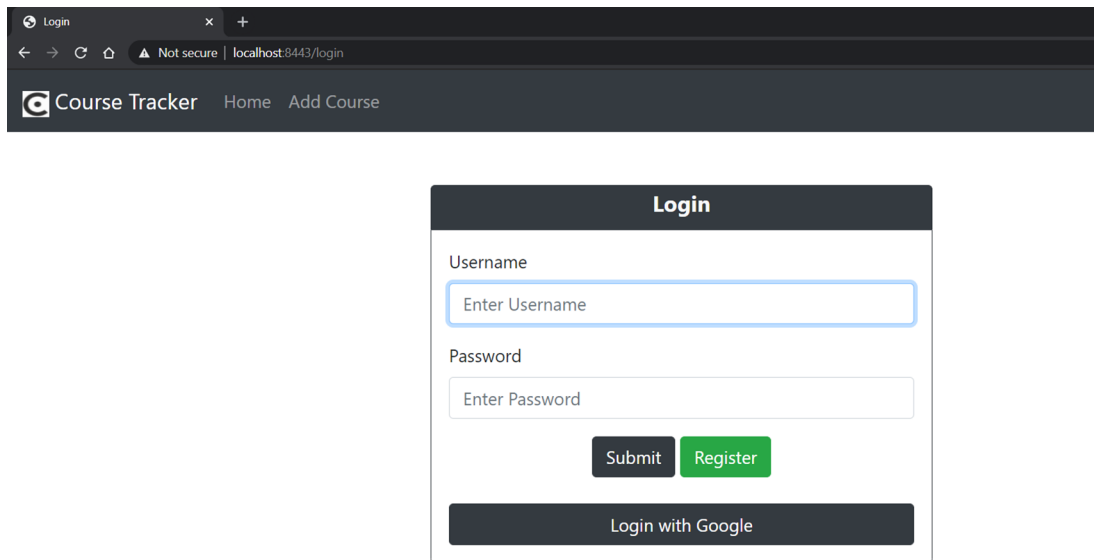 Login
Not secure | localhost:8443/login
Course Tracker Home Add Course
Login
Username
Enter Username
Password
Enter Password
Submit Register
Login with Google